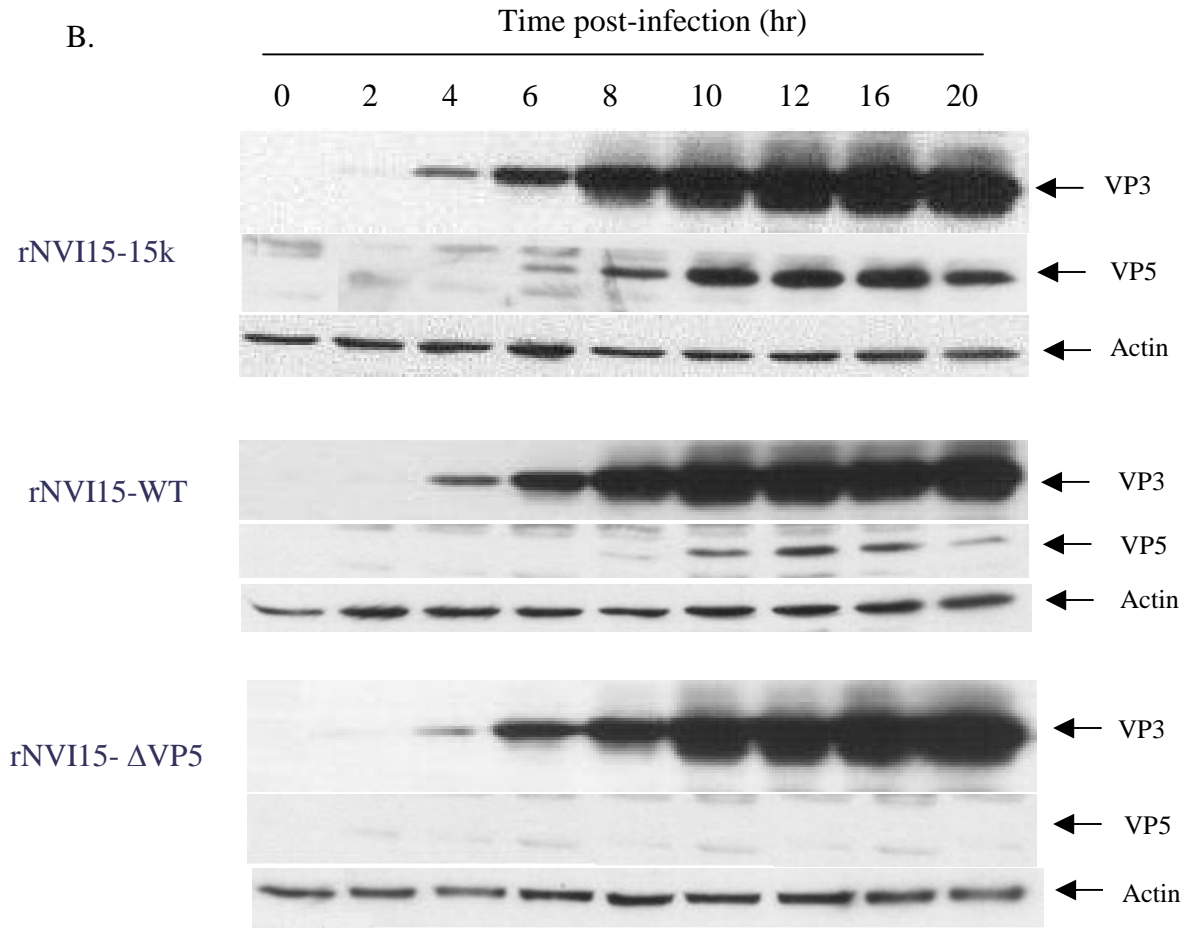 B.
Time post-infection (hr)
0 2 4 6 8 10 12 16 20
rNVI15-15k
VP3
VP5
Actin
rNVI15-WT
VP3
VP5
Actin
rNVI15- ΔVP5
VP3
VP5
Actin